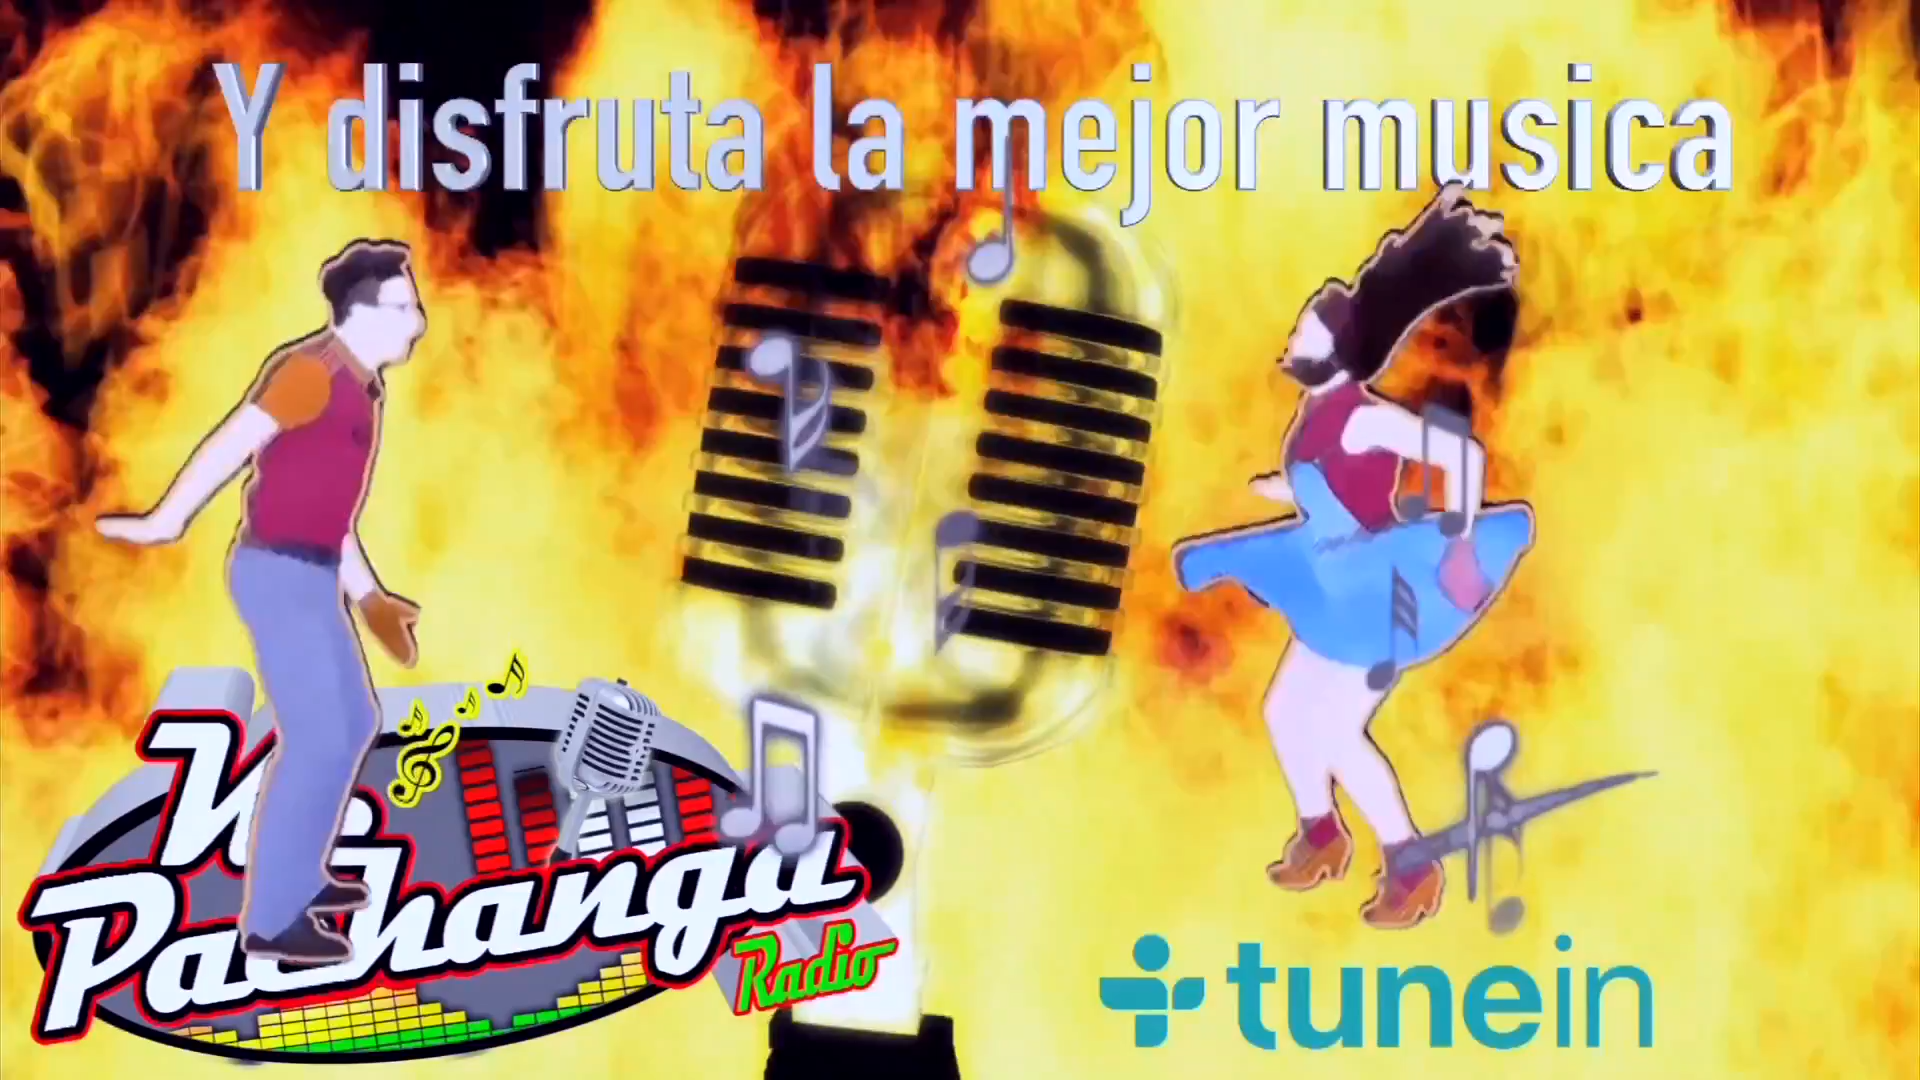 Y disfruta la mejor musica
Pachanga
Radio
tunein